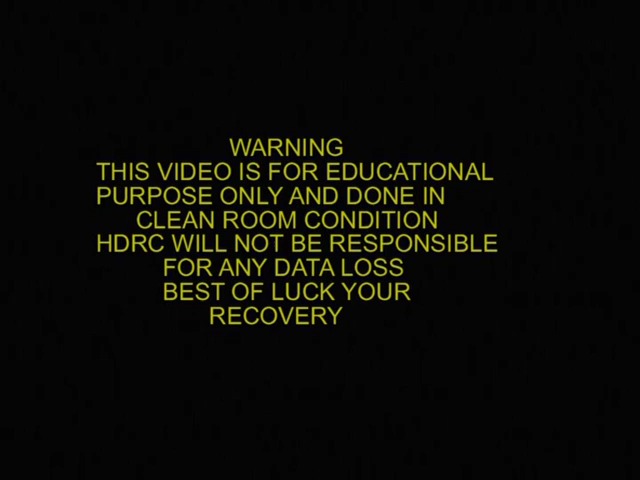 WARNING
THIS VIDEO IS FOR EDUCATIONAL
PURPOSE ONLY AND DONE IN
CLEAN ROOM CONDITION
HDRC WILL NOT BE RESPONSIBLE
FOR ANY DATA LOSS
BEST OF LUCK YOUR
RECOVERY